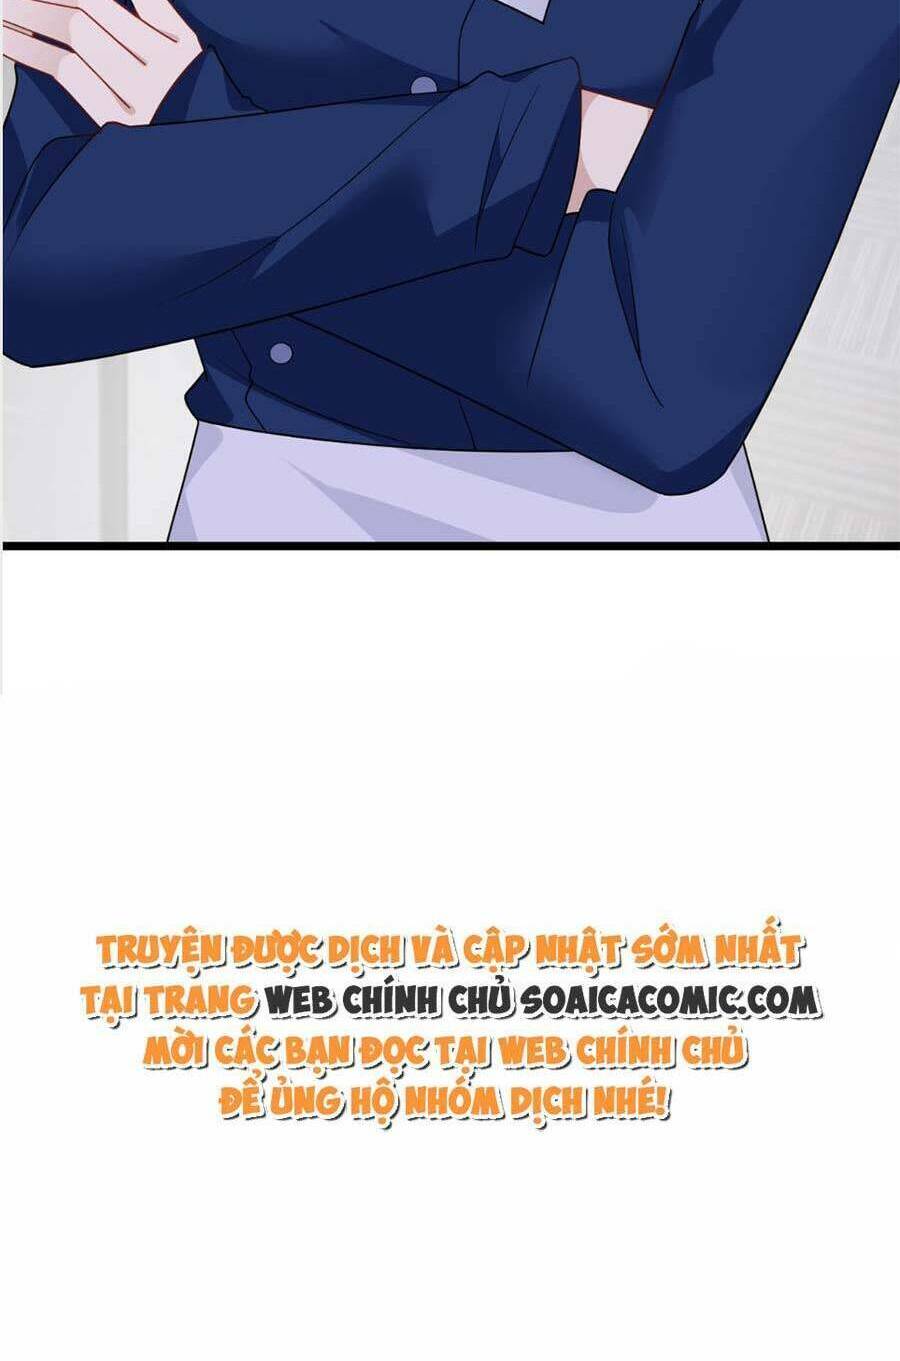 TRUYỆN ĐƯỢC DỊCH VÀ CẬP NHẬT SỚM NHẤT
TẠI TRANG WEB CHÍNH CHỦ SOAICACOMIC.COM
MỜI CÁC BẠN ĐỌC TẠI WEB CHÍNH CHỦ
ĐỂ ỦNG HỘ NHÓM DỊCH NHÉ!